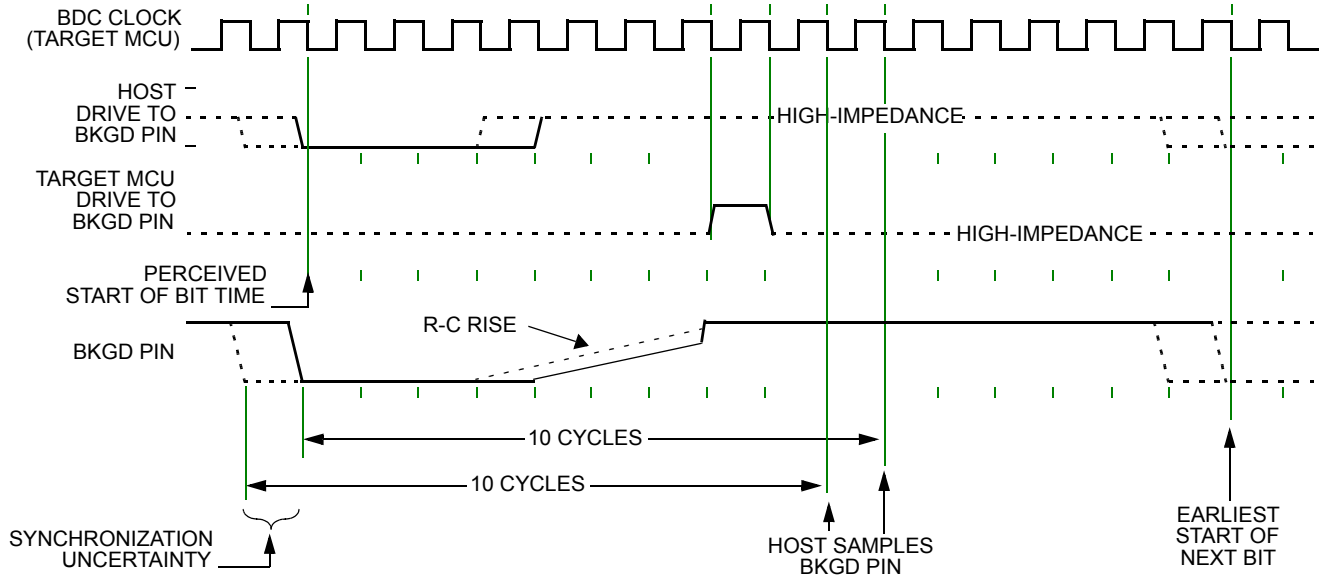 BDC CLOCK
(TARGET MCU)
HOST
DRIVE TO
BKGD PIN
HIGH-IMPEDANCE
TARGET MCU
DRIVE TO
BKGD PIN
HIGH-IMPEDANCE
PERCEIVED
START OF BIT TIME
R-C RISE
BKGD PIN
10 CYCLES
10 CYCLES
SYNCHRONIZATION
UNCERTAINTY
HOST SAMPLES
BKGD PIN
EARLIEST
START OF
NEXT BIT